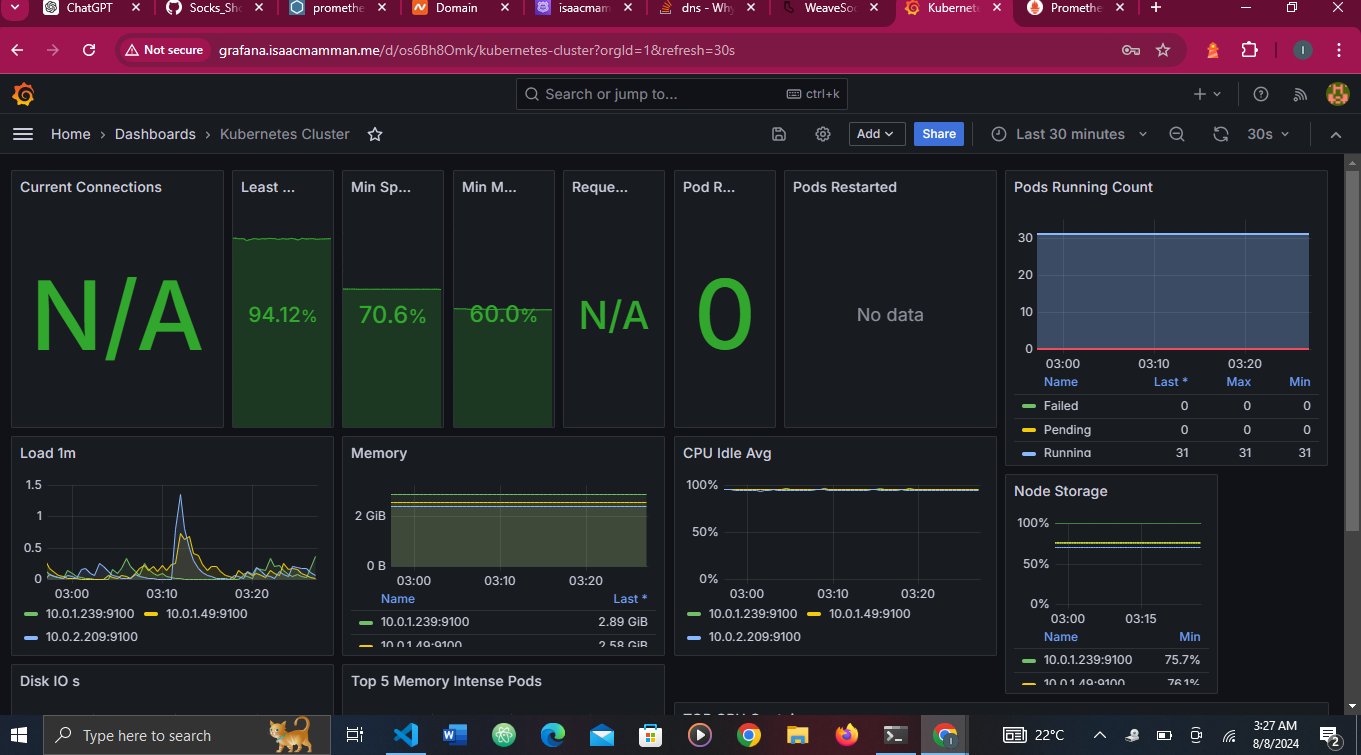 ChatGPT
Socks_Sho
promethe
Domain
isaacmam
dns - Why
WeaveSoc
Kubernete
Promethe
Not secure
grafana.isaacmamman.me/d/os6Bh8Omk/kubernetes-cluster?orgId=1&refresh=30s
I
Search or jump to...
ctrl+k
Home › Dashboards › Kubernetes Cluster
Add
Share
Last 30 minutes
30s
Current Connections
N/A
Least ...
94.12%
Min Sp...
70.6%
Min M...
60.0%
Reque...
N/A
Pod R...
0
Pods Restarted
No data
Pods Running Count
30
20
10
0
03:00 03:10 03:20
Name Last * Max Min
Failed 0 0 0
Pending 0 0 0
Running 31 31 31
Load 1m
1.5
1
0.5
0
03:00 03:10 03:20
10.0.1.239:9100 10.0.1.49:9100
10.0.2.209:9100
Memory
2 GiB
0 B
03:00 03:10 03:20
Name Last *
10.0.1.239:9100 2.89 GiB
10.0.1.49:9100 2.58 GiB
CPU Idle Avg
100%
50%
0%
03:00 03:10 03:20
10.0.1.239:9100 10.0.1.49:9100
10.0.2.209:9100
Node Storage
100%
50%
0%
03:00 03:15
Name Min
10.0.1.239:9100 75.7%
10.0.1.49:9100 76.1%
Disk IO s
Top 5 Memory Intense Pods
Type here to search
22°C
3:27 AM
8/8/2024
2